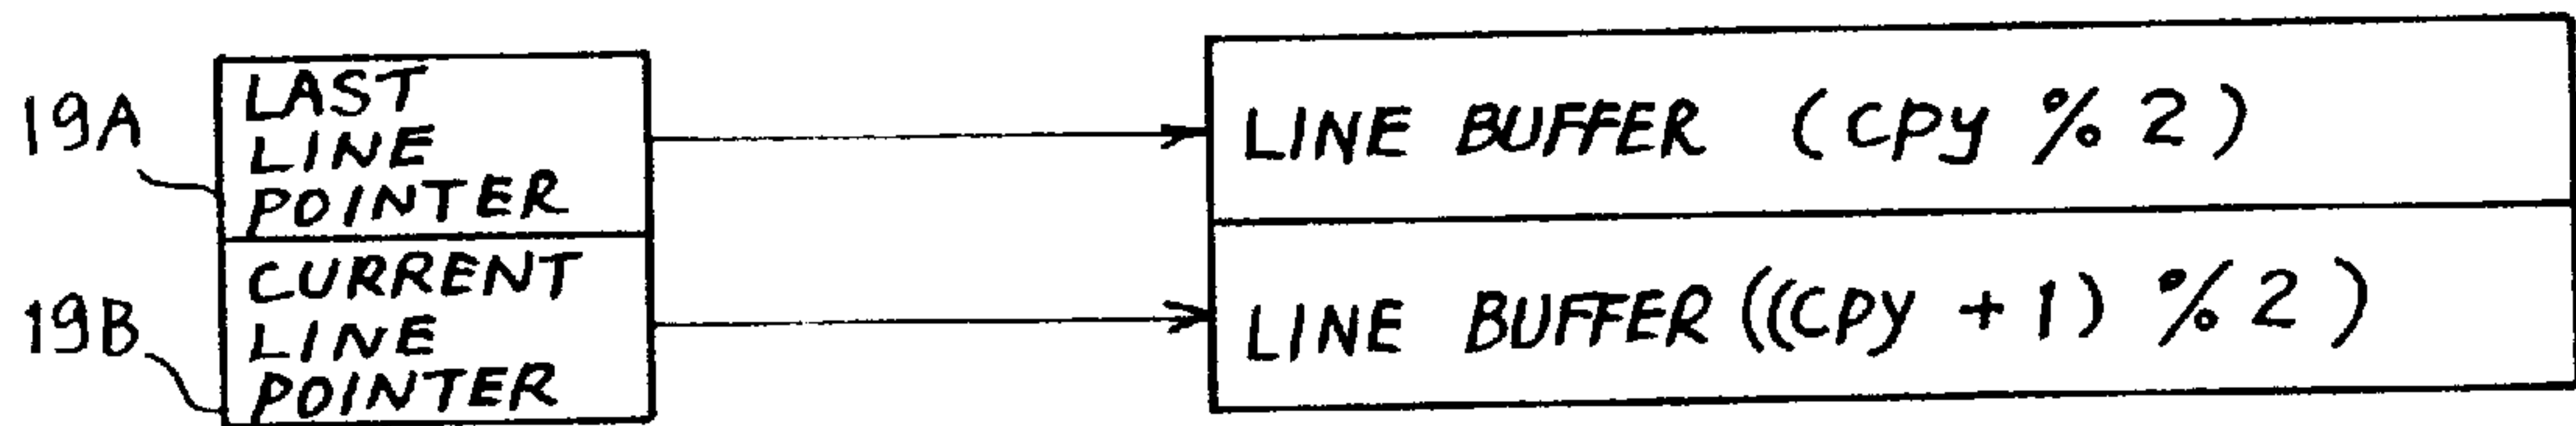 19A
LAST
LINE
POINTER
LINE BUFFER (CPY % 2)
19B
CURRENT
LINE
POINTER
LINE BUFFER ((CPY + 1) % 2)